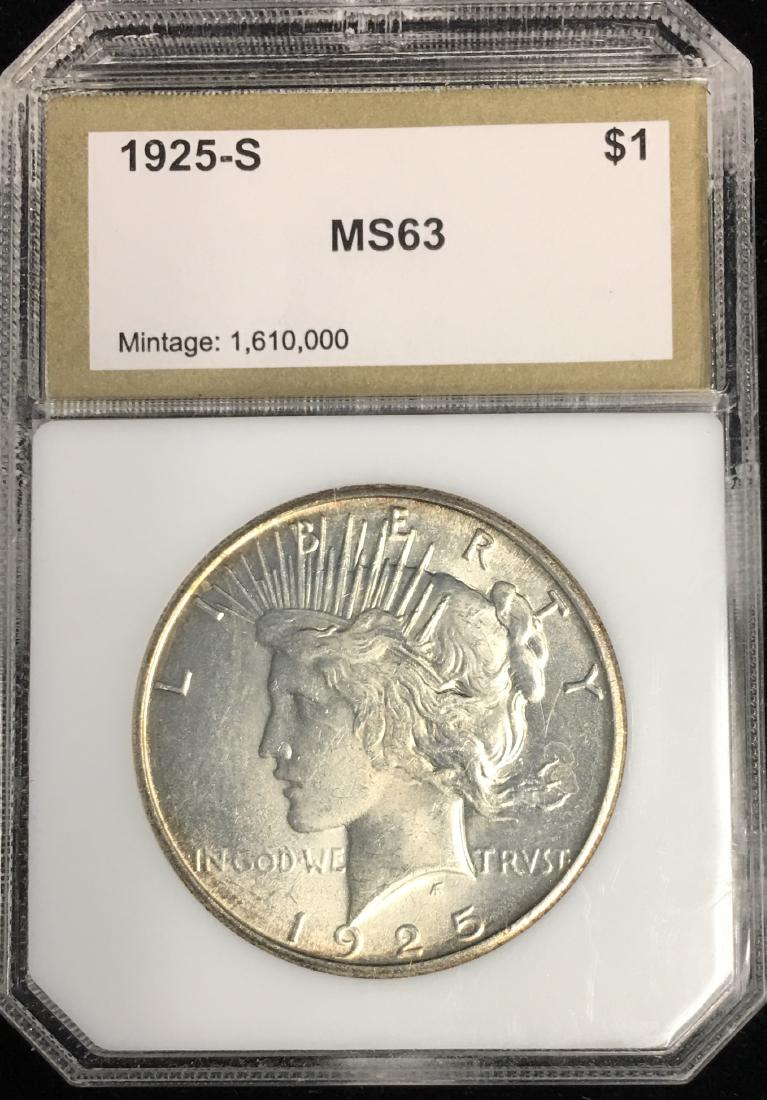 1925-S $1
MS63
Mintage: 1,610,000
LIBERTY
IN GOD WE TRVST
1925